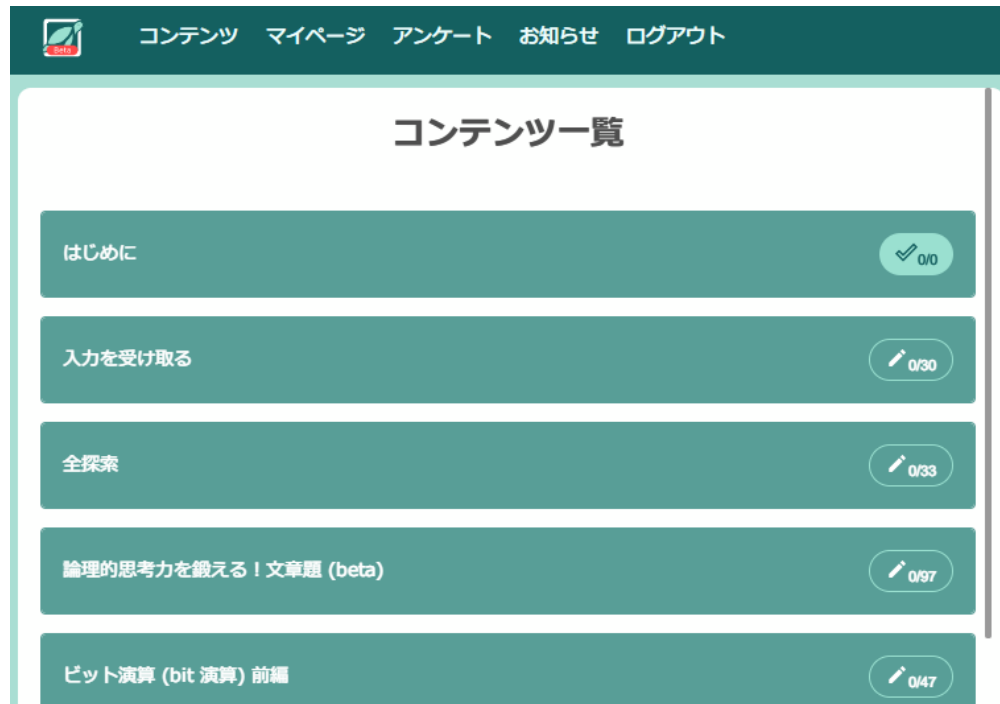 Beta
コンテンツ マイページ アンケート お知らせ ログアウト
コンテンツ一覧
はじめに 0/0
入力を受け取る 0/30
全探索 0/33
論理的思考力を鍛える！文章題 (beta) 0/97
ビット演算 (bit 演算) 前編 0/47